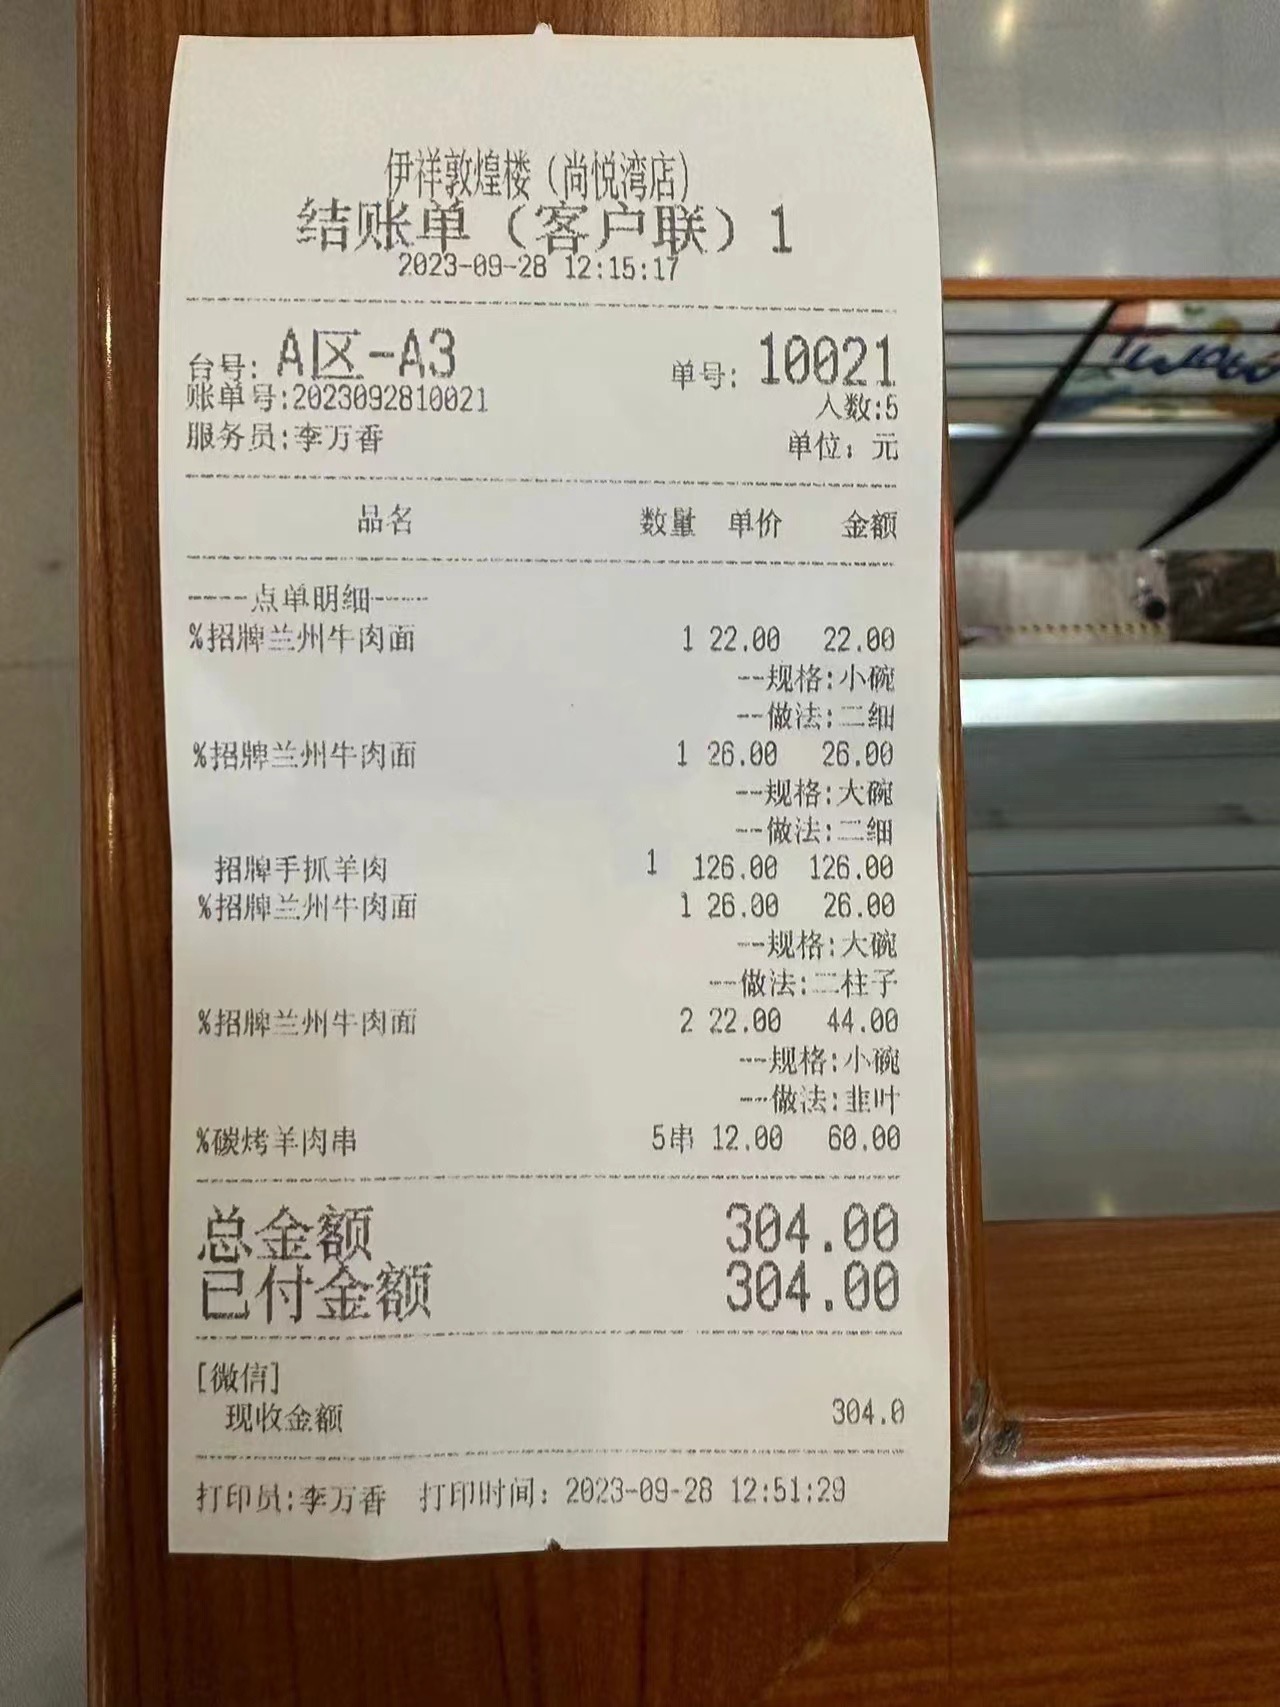 伊祥敦煌楼（尚悦湾店）
结账单（客户联）1
2023-09-28 12:15:17
台号: A区-A3 单号: 10021
账单号:2023092810021 人数:5
服务员:李万香 单位：元
品名 数量 单价 金额
-----点单明细-----
%招牌兰州牛肉面 1 22.00 22.00
--规格:小碗
--做法:二细
%招牌兰州牛肉面 1 26.00 26.00
--规格:大碗
--做法:二细
招牌手抓羊肉 1 126.00 126.00
%招牌兰州牛肉面 1 26.00 26.00
--规格:大碗
--做法:二柱子
%招牌兰州牛肉面 2 22.00 44.00
--规格:小碗
--做法:韭叶
%碳烤羊肉串 5串 12.00 60.00
总金额 304.00
已付金额 304.00
[微信]
现收金额 304.0
打印员:李万香 打印时间：2023-09-28 12:51:29